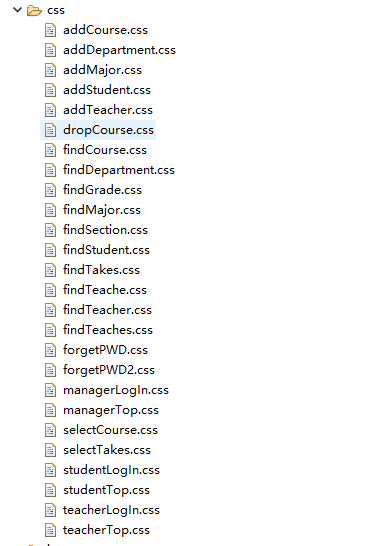 css
addCourse.css
addDepartment.css
addMajor.css
addStudent.css
addTeacher.css
dropCourse.css
findCourse.css
findDepartment.css
findGrade.css
findMajor.css
findSection.css
findStudent.css
findTakes.css
findTeache.css
findTeacher.css
findTeaches.css
forgetPWD.css
forgetPWD2.css
managerLogIn.css
managerTop.css
selectCourse.css
selectTakes.css
studentLogIn.css
studentTop.css
teacherLogIn.css
teacherTop.css